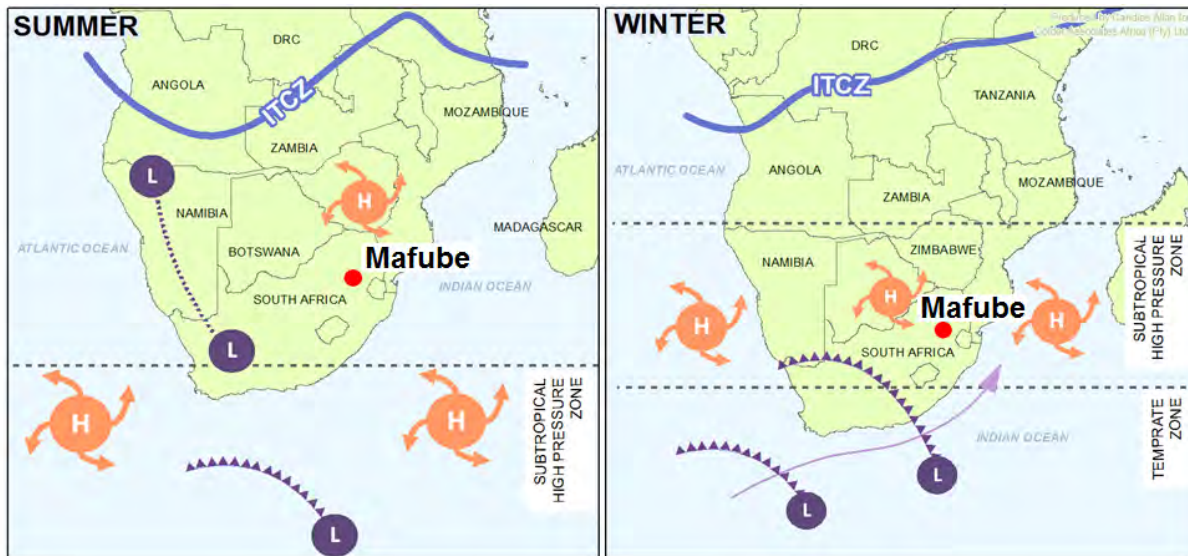 SUMMER
DRC
ANGOLA
ITCZ
MOZAMBIQUE
ZAMBIA
L
H
NAMIBIA
MADAGASCAR
ATLANTIC OCEAN
BOTSWANA
Mafube
INDIAN OCEAN
SOUTH AFRICA
L
H
H
SUBTROPICAL
HIGH PRESSURE
ZONE
L
WINTER
DRC
ITCZ
TANZANIA
ATLANTIC OCEAN
ANGOLA
MOZAMBIQUE
ZAMBIA
ZIMBABWE
NAMIBIA
SUBTROPICAL
HIGH PRESSURE
ZONE
H
H
Mafube
H
SOUTH AFRICA
INDIAN OCEAN
TEMPRATE
ZONE
L
L